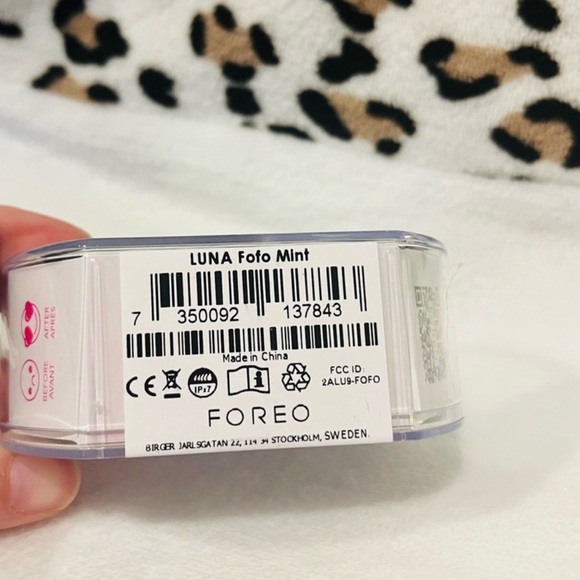 LUNA Fofo Mint
7 350092 137843
Made in China
CE IPx7
FCC ID:
2ALU9-FOFO
FOREO
BIRGER JARLSGATAN 22, 114 34 STOCKHOLM, SWEDEN.
AFTER
APRÈS
BEFORE
AVANT